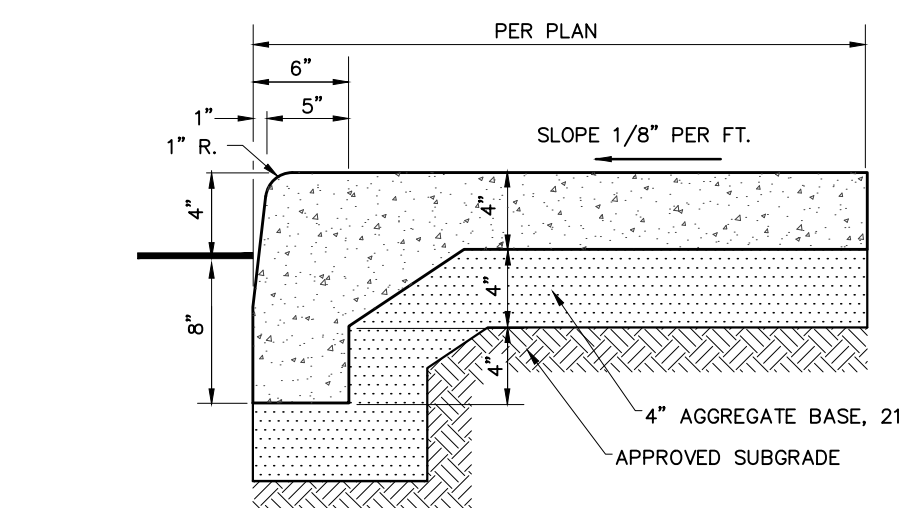 PER PLAN
6”
1”
5”
1” R.
SLOPE 1/8” PER FT.
4”
4”
4”
8”
4”
4” AGGREGATE BASE, 21
APPROVED SUBGRADE